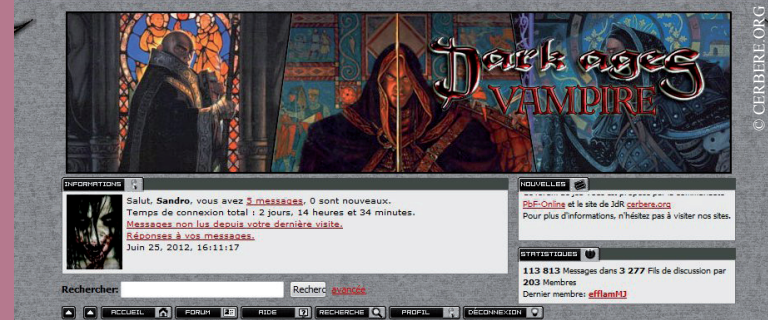 © CERBERE.ORG
Dark ages
VAMPIRE
INFORMATIONS
Salut, Sandro, vous avez 5 messages, 0 sont nouveaux.
Temps de connexion total : 2 jours, 14 heures et 34 minutes.
Messages non lus depuis votre dernière visite.
Réponses à vos messages.
Juin 25, 2012, 16:11:17
NOUVELLES
PbF-Online et le site de JdR cerbere.org
Pour plus d'informations, n'hésitez pas à visiter nos sites.
STATISTIQUES
113 813 Messages dans 3 277 Fils de discussion par
203 Membres
Dernier membre: efflamMJ
Rechercher: Recherc avancée
ACCUEIL FORUM AIDE RECHERCHE PROFIL DÉCONNEXION